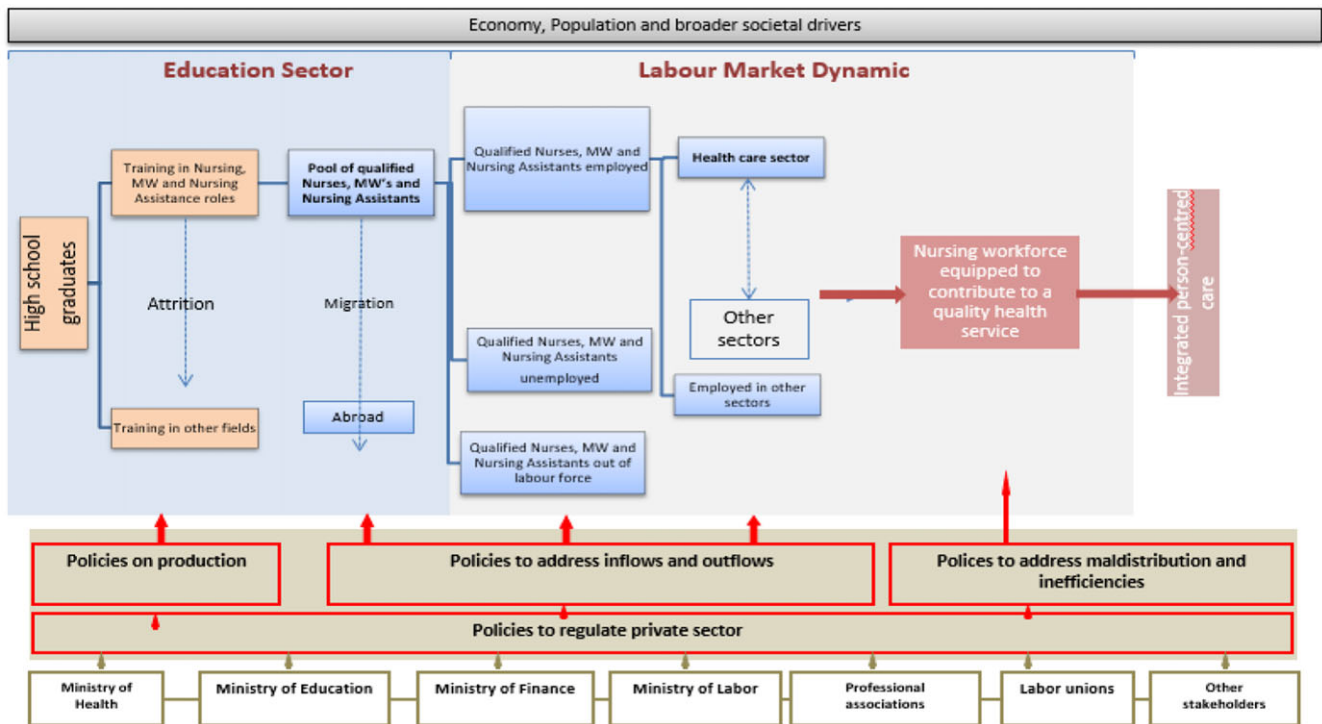 Economy, Population and broader societal drivers
Education Sector
Labour Market Dynamic
High school
graduates
Training in Nursing,
MW and Nursing
Assistance roles
Attrition
Training in other fields
Pool of qualified
Nurses, MW's and
Nursing Assistants
Migration
Abroad
Qualified Nurses, MW and
Nursing Assistants employed
Qualified Nurses, MW and
Nursing Assistants
unemployed
Qualified Nurses, MW and
Nursing Assistants out of
labour force
Health care sector
Other
sectors
Employed in other
sectors
Nursing workforce
equipped to
contribute to a
quality health
service
Integrated person-centred
care
Policies on production
Policies to address inflows and outflows
Polices to address maldistribution and
inefficiencies
Policies to regulate private sector
Ministry of
Health
Ministry of Education
Ministry of Finance
Ministry of Labor
Professional
associations
Labor unions
Other
stakeholders